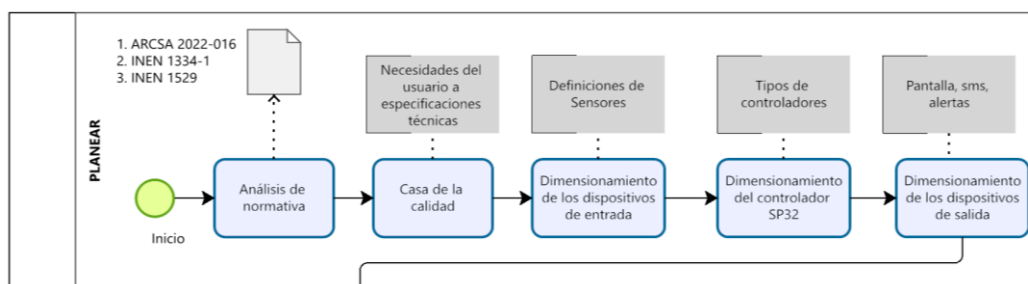 1. ARCSA 2022-016
2. INEN 1334-1
3. INEN 1529
Necesidades del
usuario a
especificaciones
técnicas
Definiciones de
Sensores
Tipos de
controladores
Pantalla, sms,
alertas
PLANEAR
Inicio
Análisis de
normativa
Casa de la
calidad
Dimensionamiento
de los dispositivos
de entrada
Dimensionamiento
del controlador
SP32
Dimensionamiento
de los dispositivos
de salida